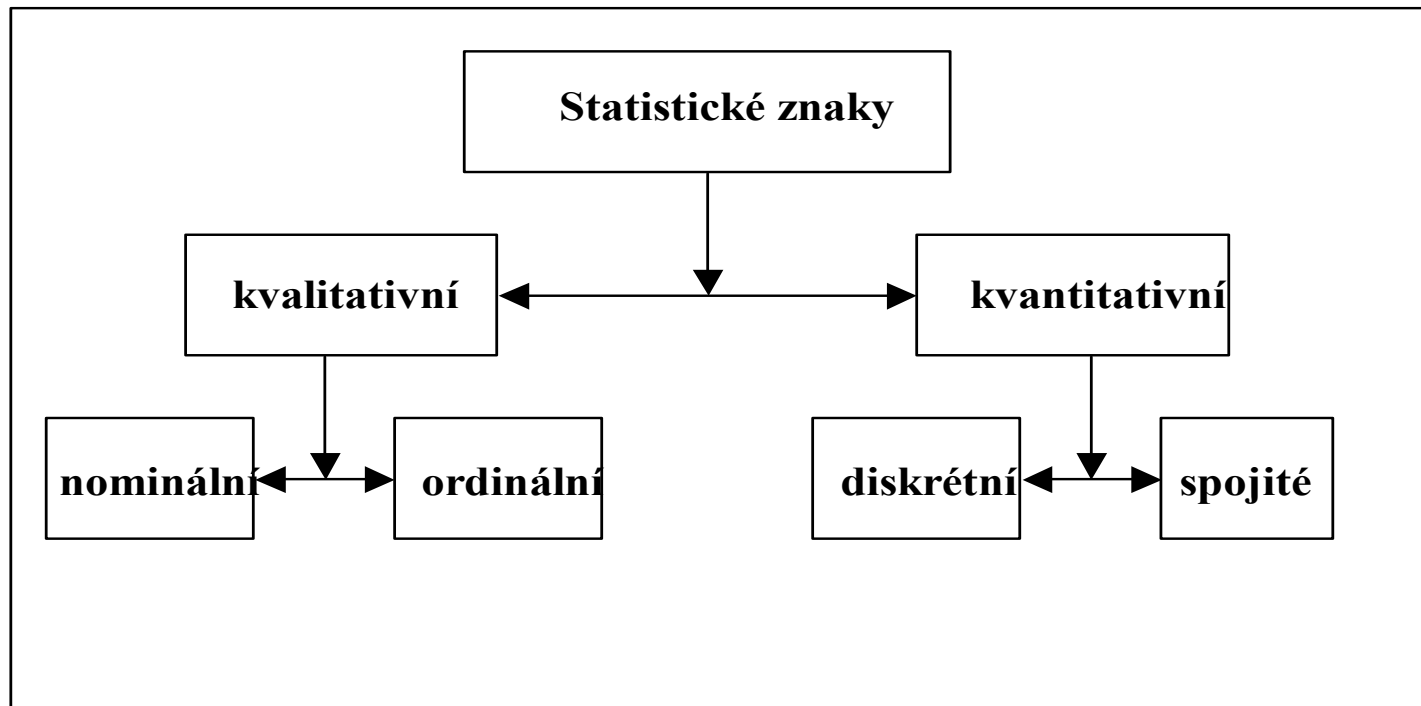 Statistické znaky
kvalitativní
kvantitativní
nominální
ordinální
diskrétní
spojité